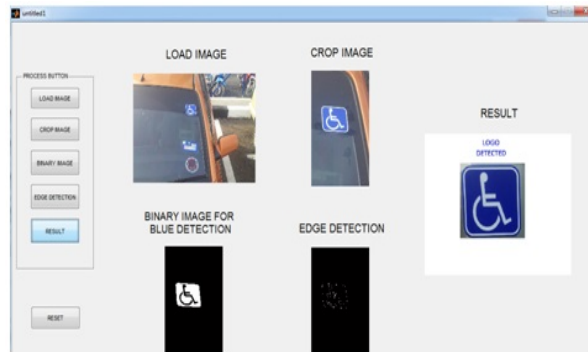 untitled1
LOAD IMAGE
CROP IMAGE
PROCESS BUTTON
LOAD IMAGE
CROP IMAGE
BINARY IMAGE
EDGE DETECTION
RESULT
RESET
BINARY IMAGE FOR
BLUE DETECTION
EDGE DETECTION
RESULT
LOGO
DETECTED